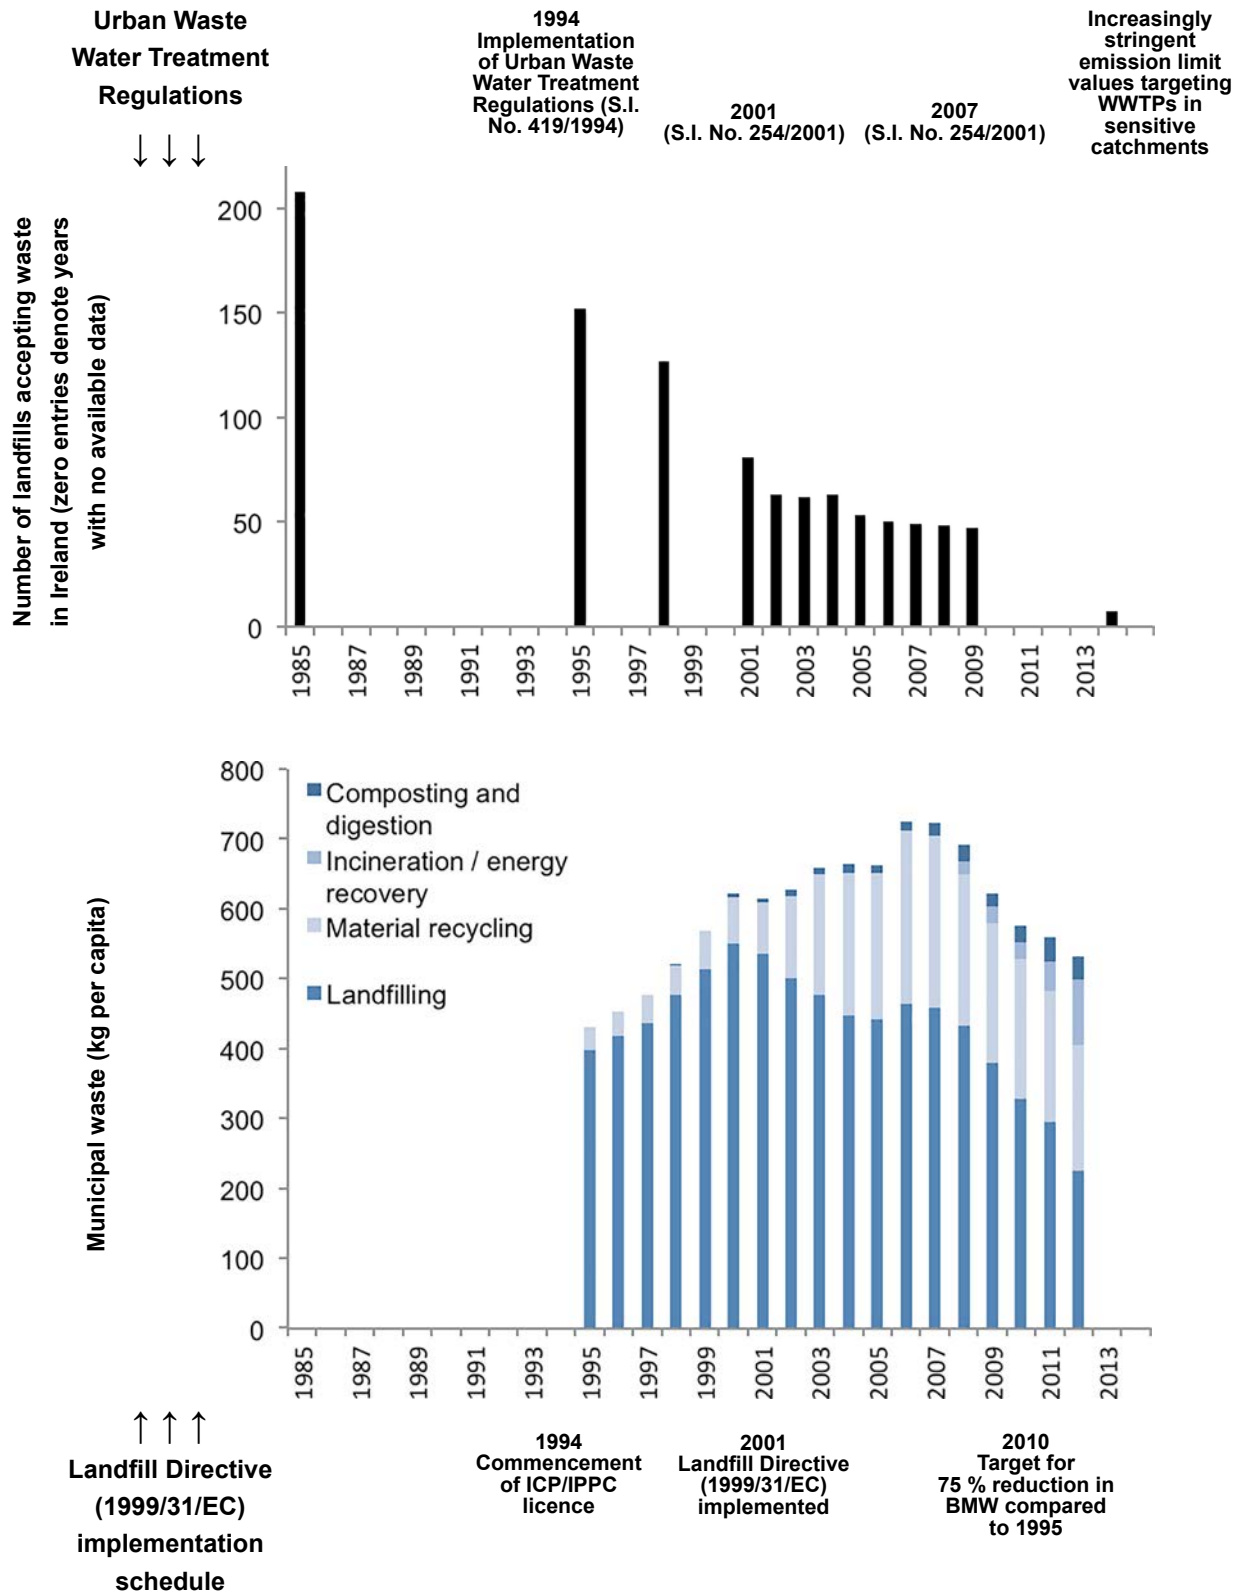 Urban Waste
Water Treatment
Regulations
↓ ↓ ↓
1994
Implementation
of Urban Waste
Water Treatment
Regulations (S.I.
No. 419/1994)
2001
(S.I. No. 254/2001)
2007
(S.I. No. 254/2001)
Increasingly
stringent
emission limit
values targeting
WWTPs in
sensitive
catchments
Number of landfills accepting waste
in Ireland (zero entries denote years
with no available data)
200
150
100
50
0
1985
1987
1989
1991
1993
1995
1997
1999
2001
2003
2005
2007
2009
2011
2013
Municipal waste (kg per capita)
800
700
600
500
400
300
200
100
0
Composting and
digestion
Incineration / energy
recovery
Material recycling
Landfilling
1985
1987
1989
1991
1993
1995
1997
1999
2001
2003
2005
2007
2009
2011
2013
↑ ↑ ↑
Landfill Directive
(1999/31/EC)
implementation
schedule
1994
Commencement
of ICP/IPPC
licence
2001
Landfill Directive
(1999/31/EC)
implemented
2010
Target for
75 % reduction in
BMW compared
to 1995